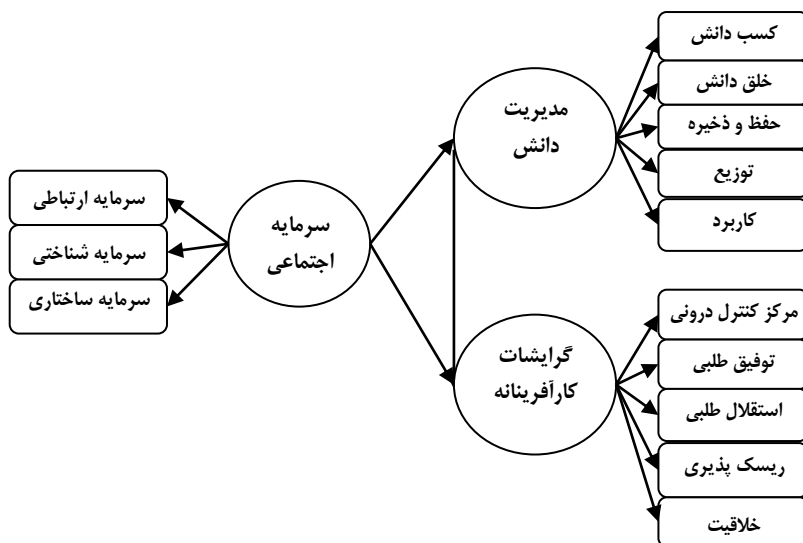 کسب دانش
خلق دانش
حفظ و ذخیره
توزیع
کاربرد
مدیریت
دانش
سرمایه
اجتماعی
سرمایه ارتباطی
سرمایه شناختی
سرمایه ساختاری
گرایشات
کارآفرینانه
مرکز کنترل درونی
توفیق طلبی
استقلال طلبی
ریسک پذیری
خلاقیت